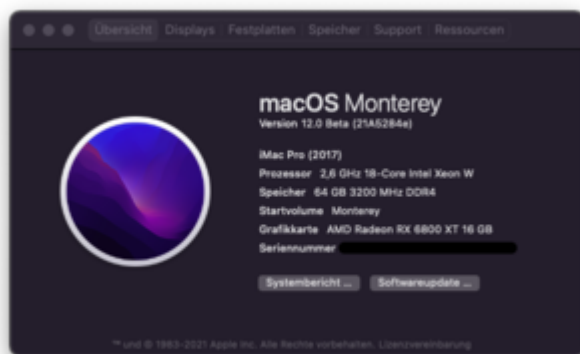 Übersicht Displays Festplatten Speicher Support Ressourcen
macOS Monterey
Version 12.0 Beta (21A5284e)
iMac Pro (2017)
Prozessor 2,6 GHz 18-Core Intel Xeon W
Speicher 64 GB 3200 MHz DDR4
Startvolume Monterey
Grafikkarte AMD Radeon RX 6800 XT 16 GB
Seriennummer
Systembericht ...
Softwareupdate ...
™ und © 1983-2021 Apple Inc. Alle Rechte vorbehalten. Lizenzvereinbarung